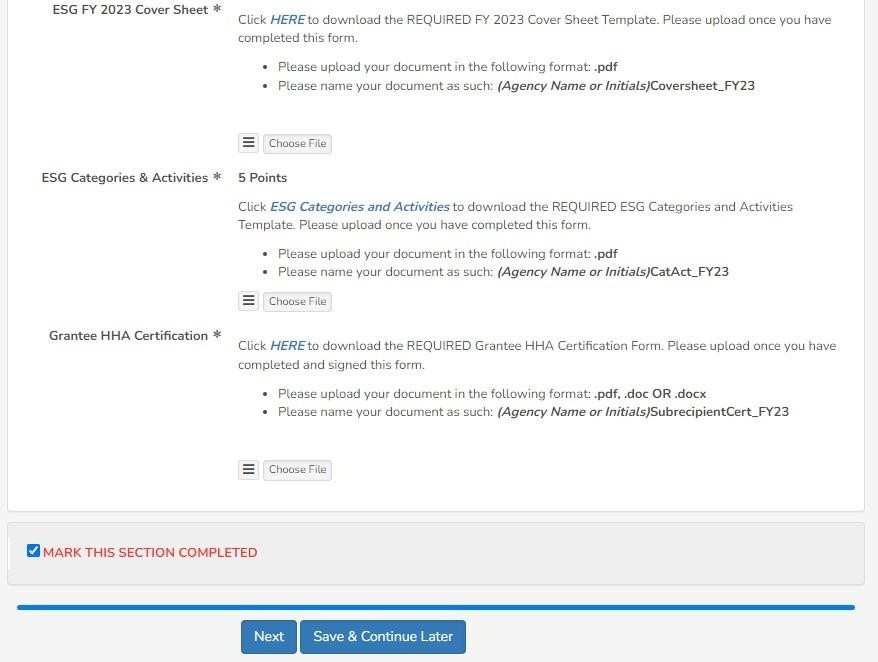 ESG FY 2023 Cover Sheet *
Click HERE to download the REQUIRED FY 2023 Cover Sheet Template. Please upload once you have
completed this form.
• Please upload your document in the following format: .pdf
• Please name your document as such: (Agency Name or Initials)Coversheet_FY23
Choose File
ESG Categories & Activities *
5 Points
Click ESG Categories and Activities to download the REQUIRED ESG Categories and Activities
Template. Please upload once you have completed this form.
• Please upload your document in the following format: .pdf
• Please name your document as such: (Agency Name or Initials)CatAct_FY23
Choose File
Grantee HHA Certification *
Click HERE to download the REQUIRED Grantee HHA Certification Form. Please upload once you have
completed and signed this form.
• Please upload your document in the following format: .pdf, .doc OR .docx
• Please name your document as such: (Agency Name or Initials)SubrecipientCert_FY23
Choose File
MARK THIS SECTION COMPLETED
Next
Save & Continue Later